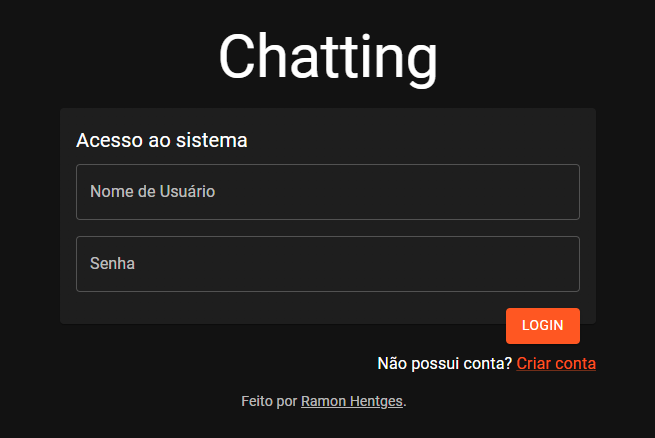 Chatting
Acesso ao sistema
Nome de Usuário
Senha
LOGIN
Não possui conta? Criar conta
Feito por Ramon Hentges.